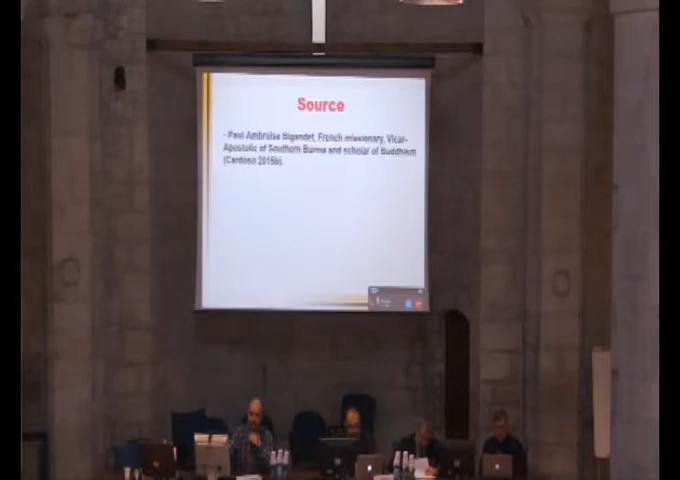 Source
- Paul Ambroise Bigandet, French missionary, Vicar-
Apostolic of Southern Burma and scholar of Buddhism
(Cardoso 2015b).